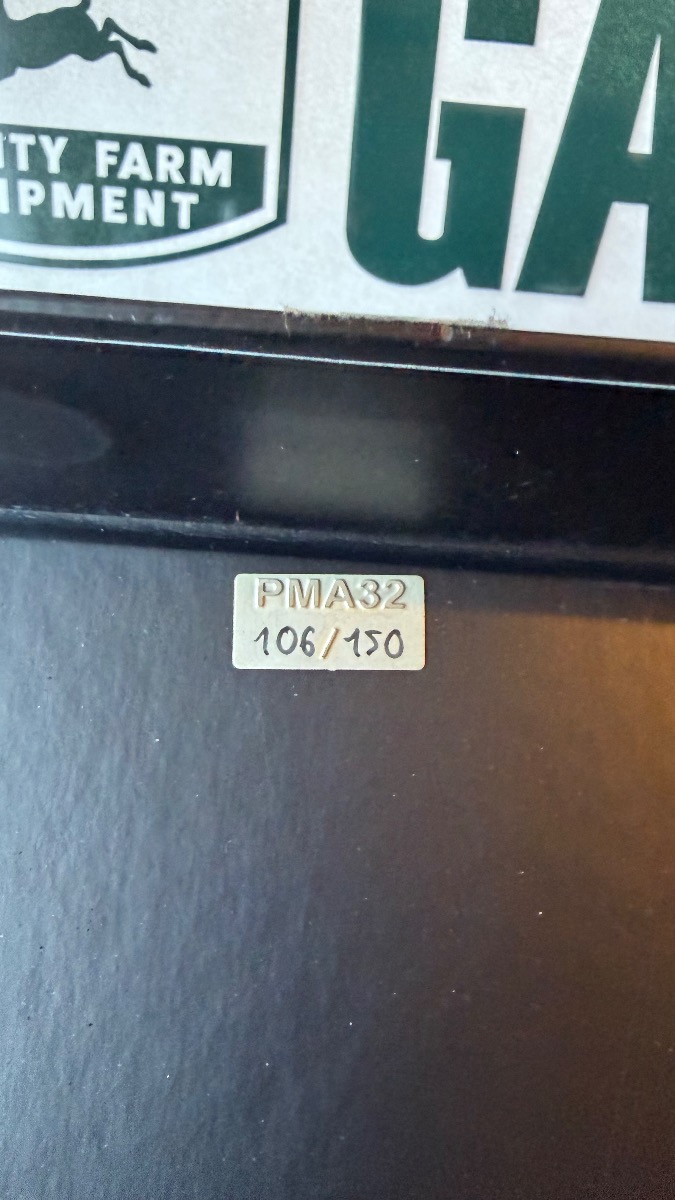 ITY FARM
IPMENT
GA
PMA32
106/150